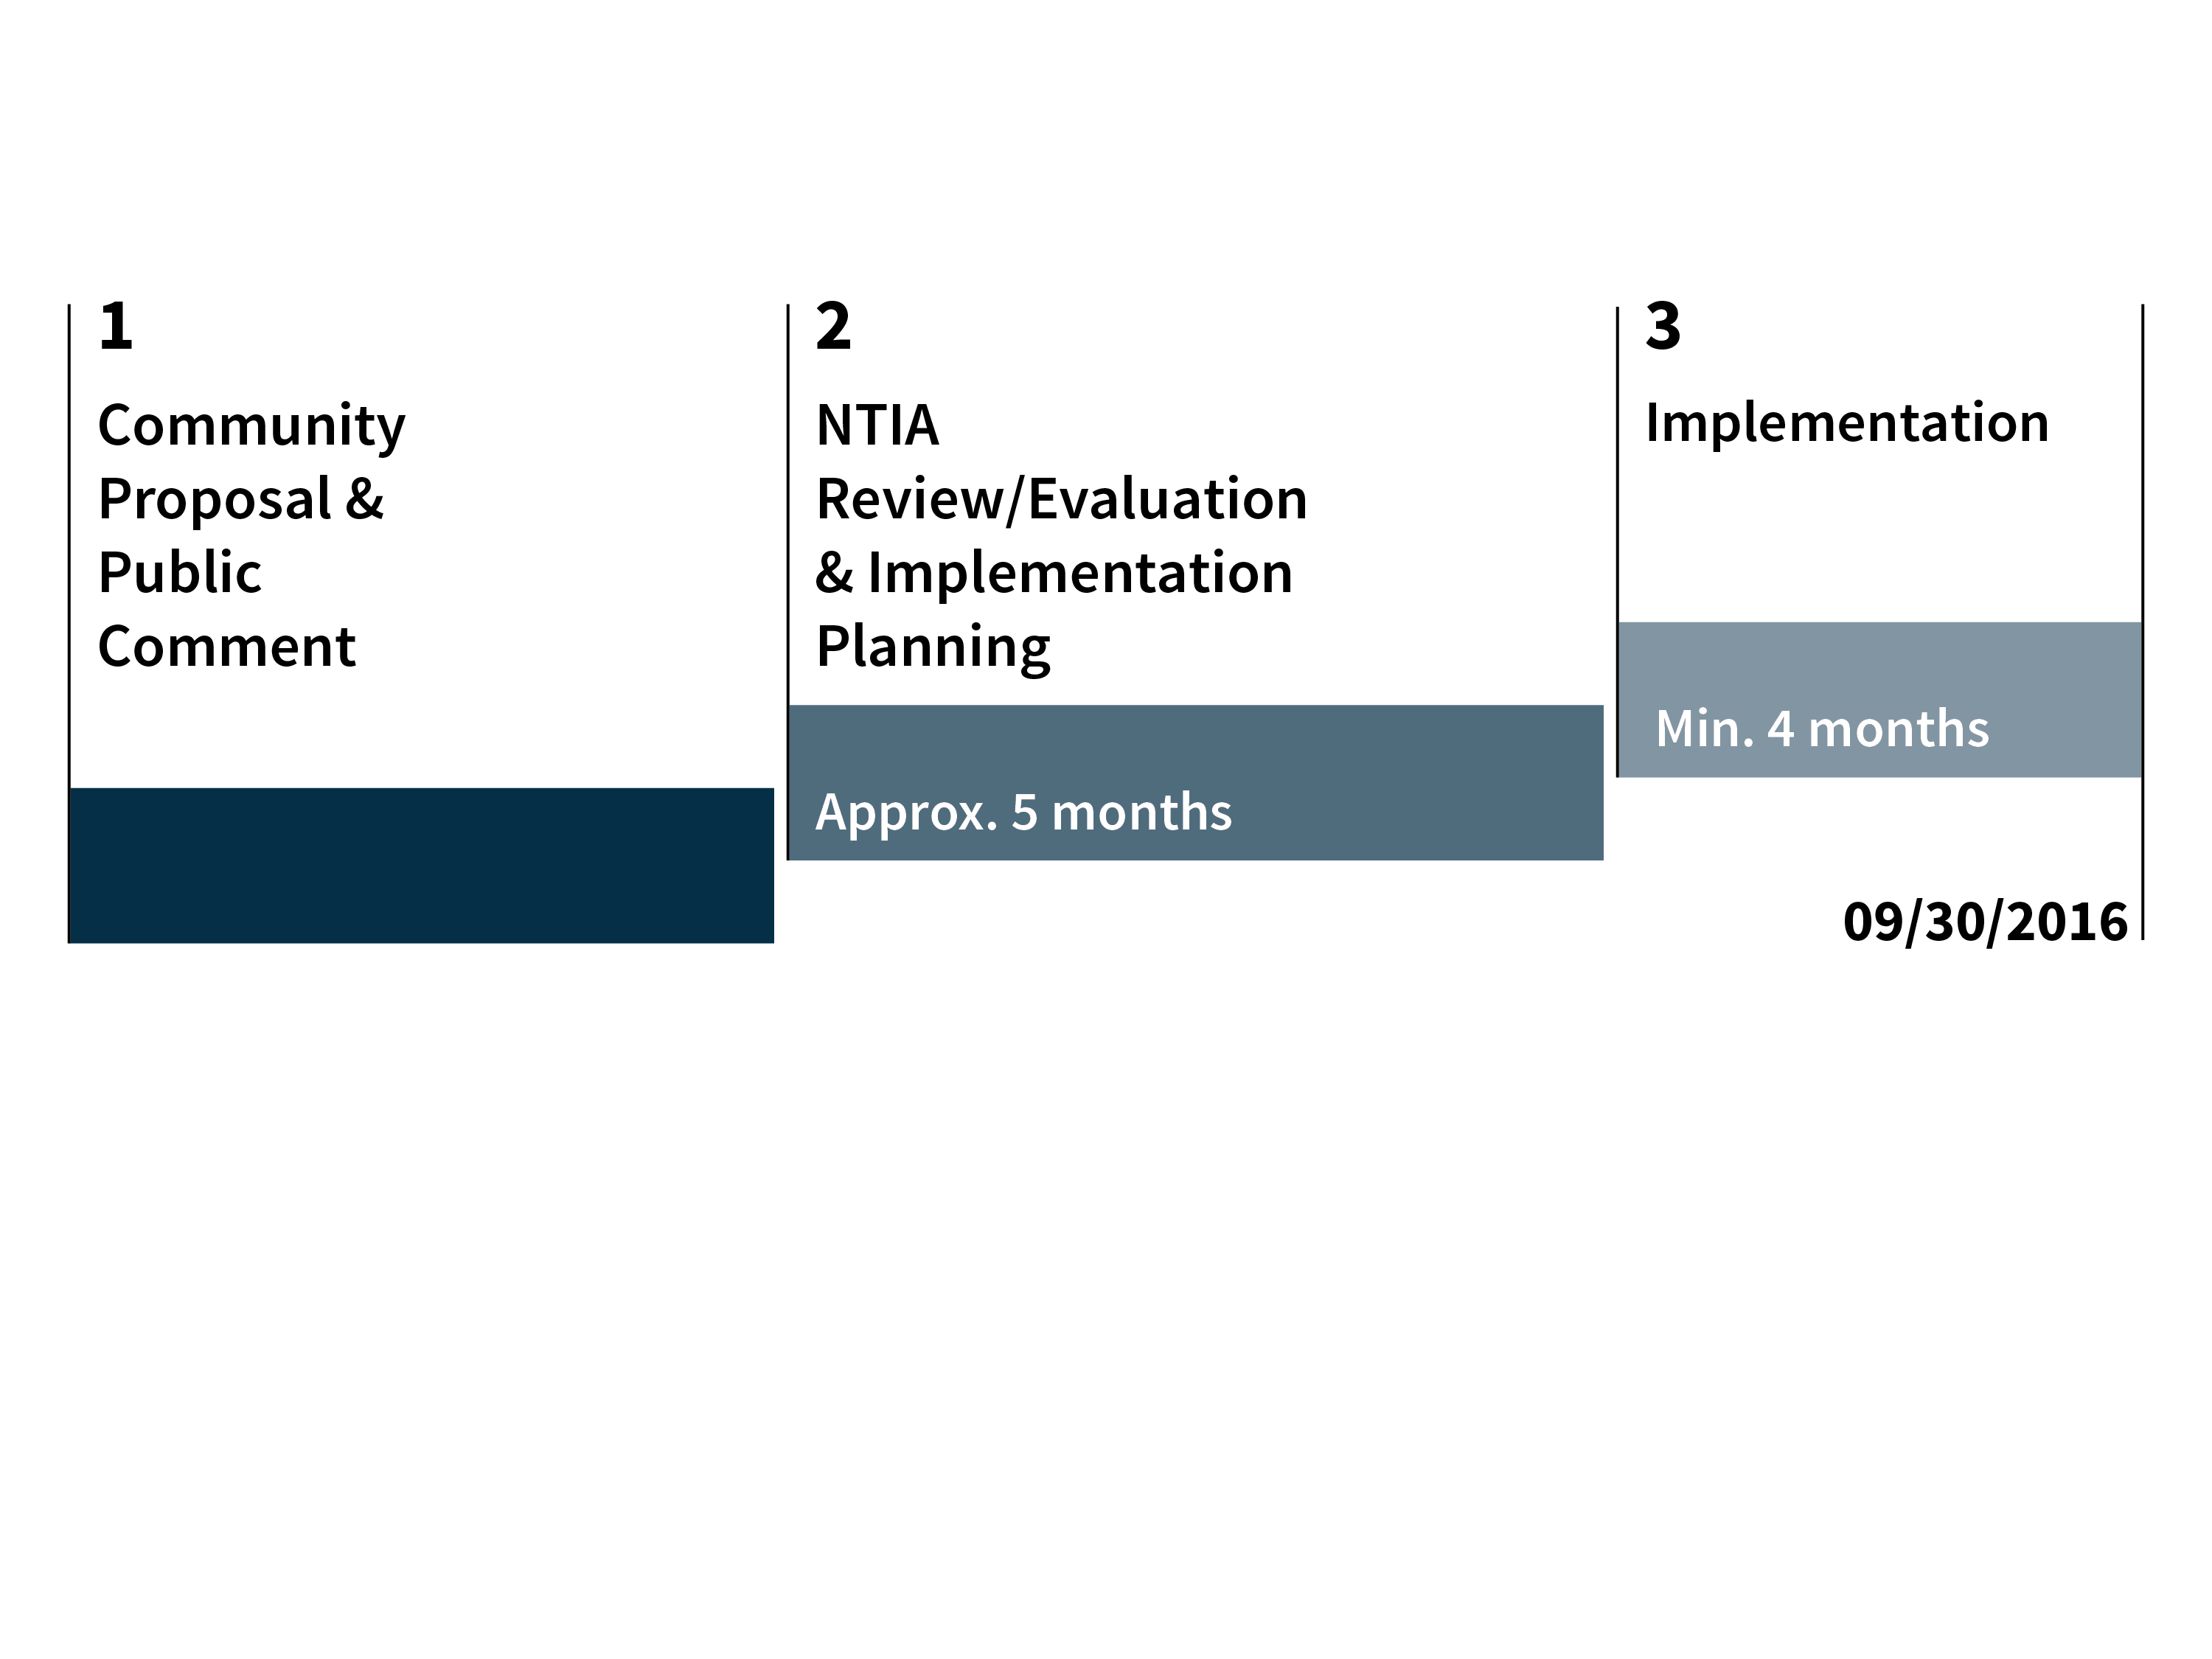 1
Community
Proposal &
Public
Comment
2
NTIA
Review/Evaluation
& Implementation
Planning
Approx. 5 months
3
Implementation
Min. 4 months
09/30/2016